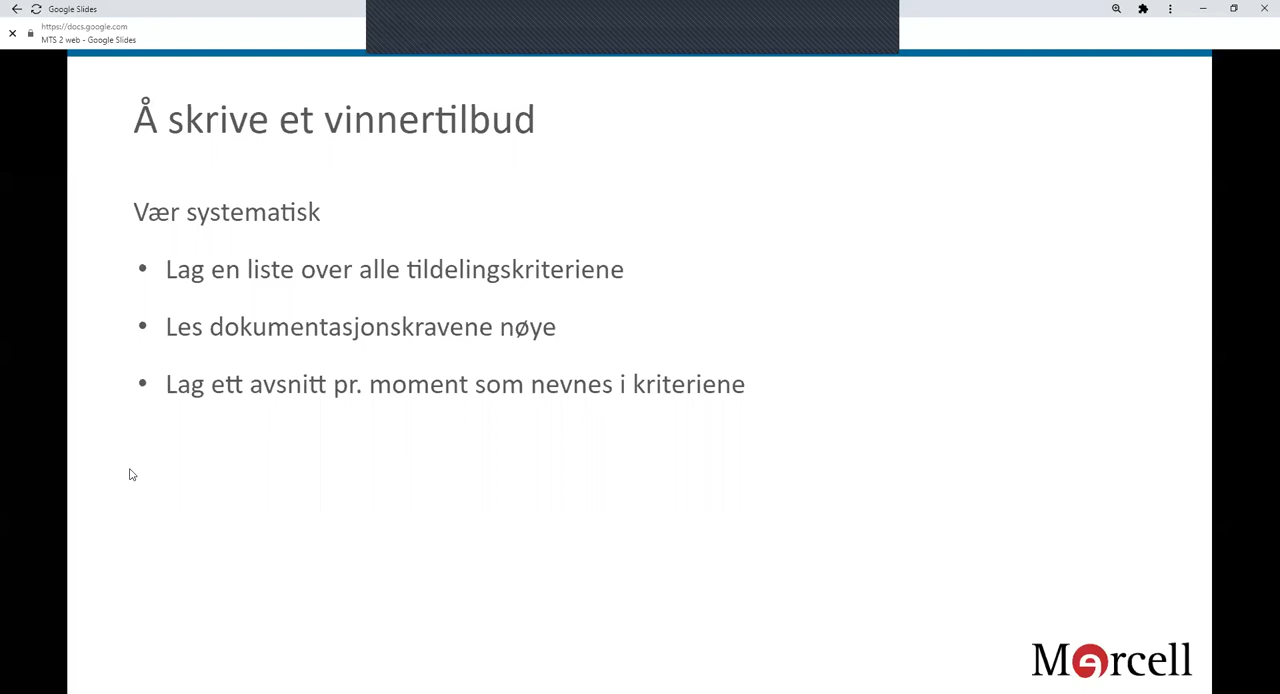 Google Slides
https://docs.google.com
MTS 2 web - Google Slides
Å skrive et vinnertilbud
Vær systematisk
• Lag en liste over alle tildelingskriteriene
• Les dokumentasjonskravene nøye
• Lag ett avsnitt pr. moment som nevnes i kriteriene
Mercell